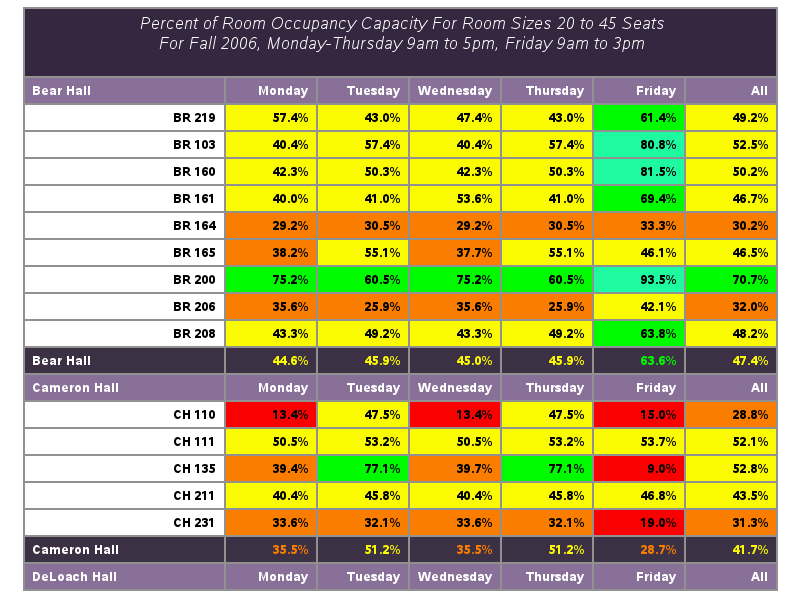 Percent of Room Occupancy Capacity For Room Sizes 20 to 45 Seats
For Fall 2006, Monday-Thursday 9am to 5pm, Friday 9am to 3pm
Bear Hall Monday Tuesday Wednesday Thursday Friday All
BR 219 57.4% 43.0% 47.4% 43.0% 61.4% 49.2%
BR 103 40.4% 57.4% 40.4% 57.4% 80.8% 52.5%
BR 160 42.3% 50.3% 42.3% 50.3% 81.5% 50.2%
BR 161 40.0% 41.0% 53.6% 41.0% 69.4% 46.7%
BR 164 29.2% 30.5% 29.2% 30.5% 33.3% 30.2%
BR 165 38.2% 55.1% 37.7% 55.1% 46.1% 46.5%
BR 200 75.2% 60.5% 75.2% 60.5% 93.5% 70.7%
BR 206 35.6% 25.9% 35.6% 25.9% 42.1% 32.0%
BR 208 43.3% 49.2% 43.3% 49.2% 63.8% 48.2%
Bear Hall 44.6% 45.9% 45.0% 45.9% 63.6% 47.4%
Cameron Hall Monday Tuesday Wednesday Thursday Friday All
CH 110 13.4% 47.5% 13.4% 47.5% 15.0% 28.8%
CH 111 50.5% 53.2% 50.5% 53.2% 53.7% 52.1%
CH 135 39.4% 77.1% 39.7% 77.1% 9.0% 52.8%
CH 211 40.4% 45.8% 40.4% 45.8% 46.8% 43.5%
CH 231 33.6% 32.1% 33.6% 32.1% 19.0% 31.3%
Cameron Hall 35.5% 51.2% 35.5% 51.2% 28.7% 41.7%
DeLoach Hall Monday Tuesday Wednesday Thursday Friday All